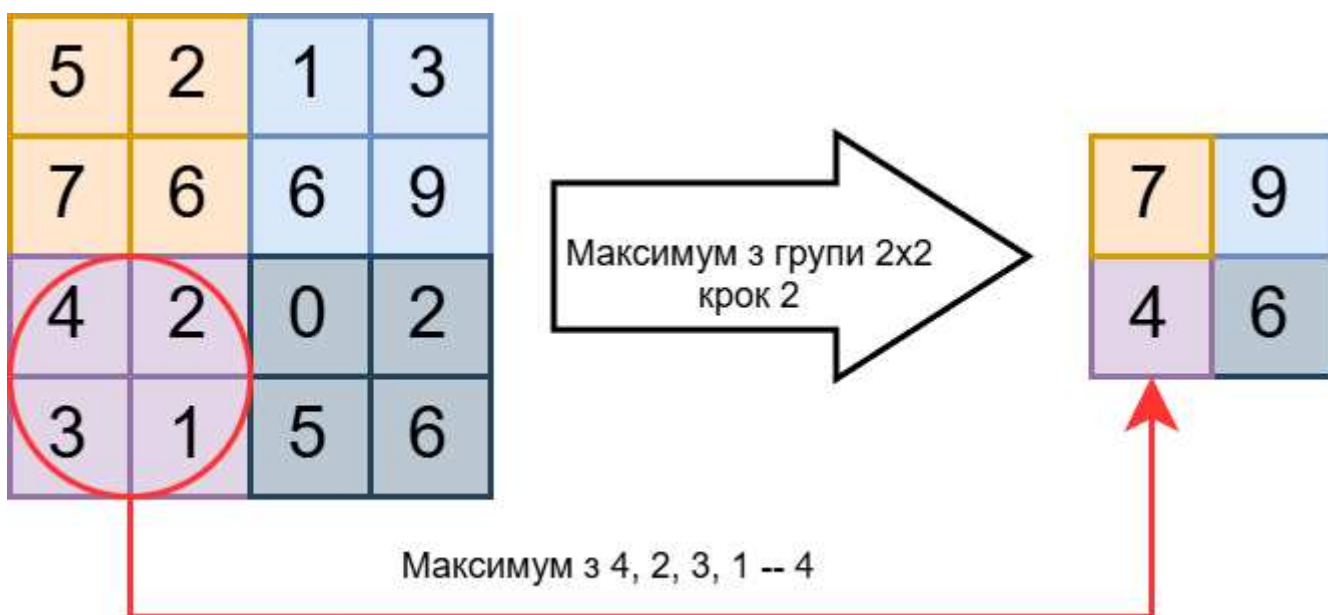 5 2 1 3
7 6 6 9
4 2 0 2
3 1 5 6
Максимум з групи 2x2
крок 2
7 9
4 6
Максимум з 4, 2, 3, 1 -- 4